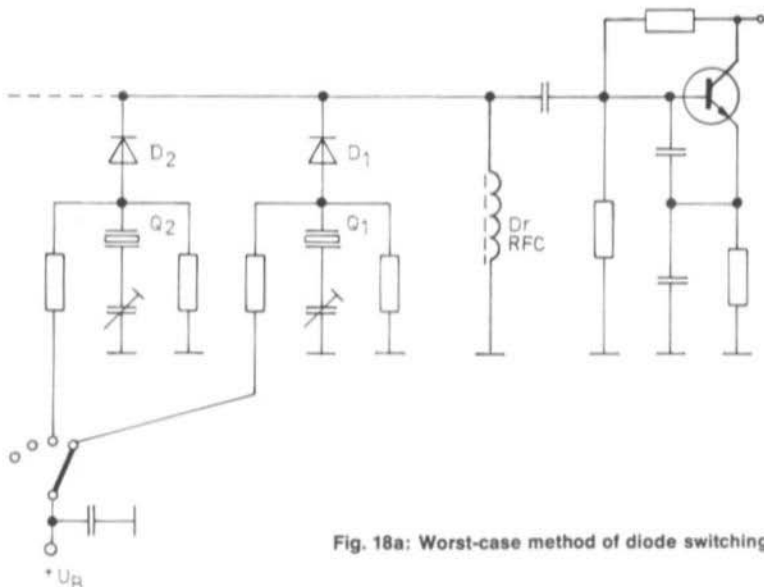 D2
D1
Q2
Q1
Dr
RFC
+UB
Fig. 18a: Worst-case method of diode switching